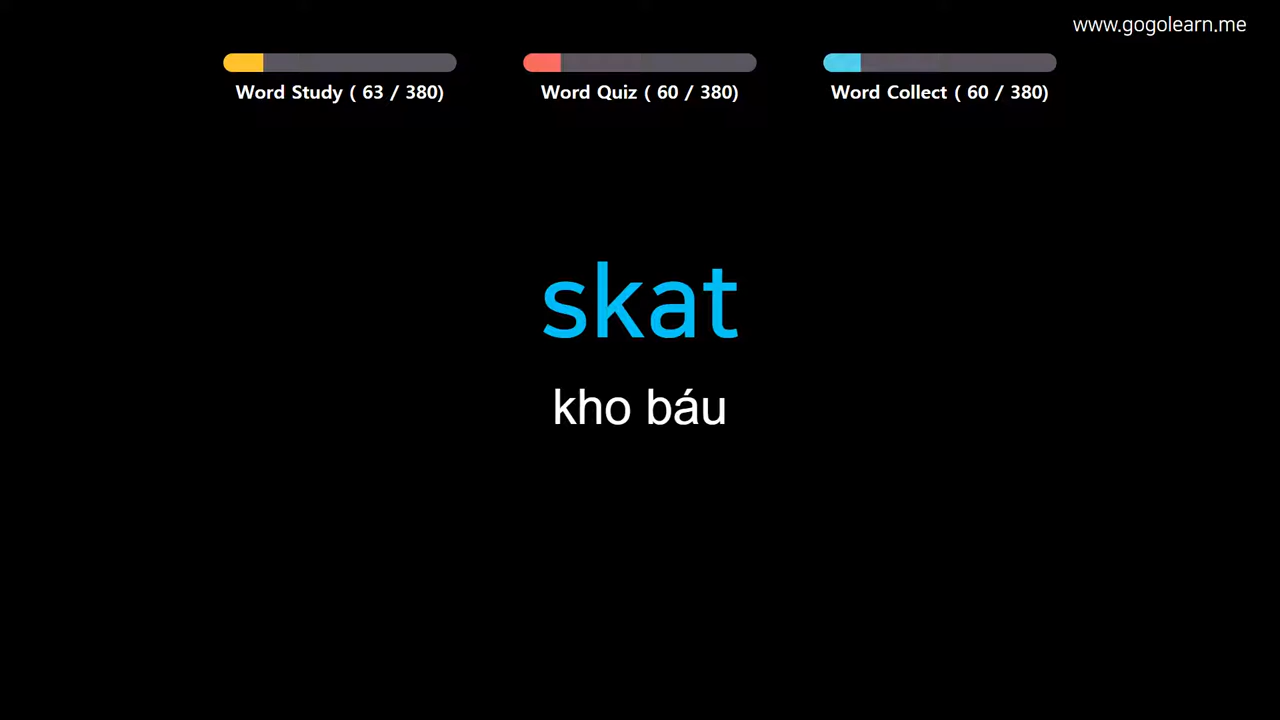 www.gogolearn.me
Word Study ( 63 / 380)
Word Quiz ( 60 / 380)
Word Collect ( 60 / 380)
skat
kho báu